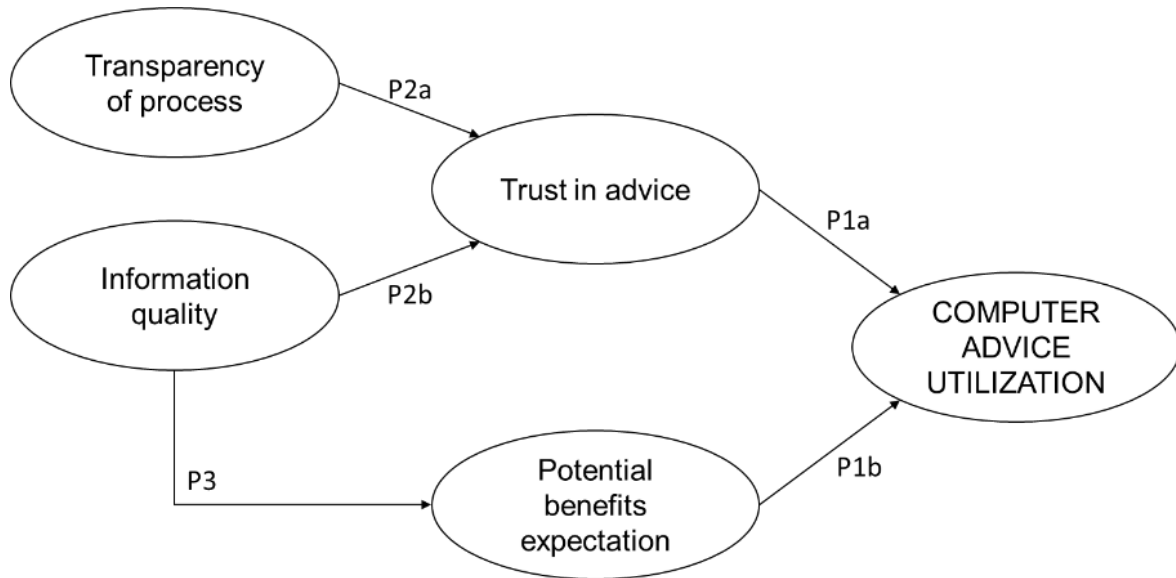 Transparency
of process
P2a
Trust in advice
P1a
Information
quality
P2b
COMPUTER
ADVICE
UTILIZATION
P3
Potential
benefits
expectation
P1b